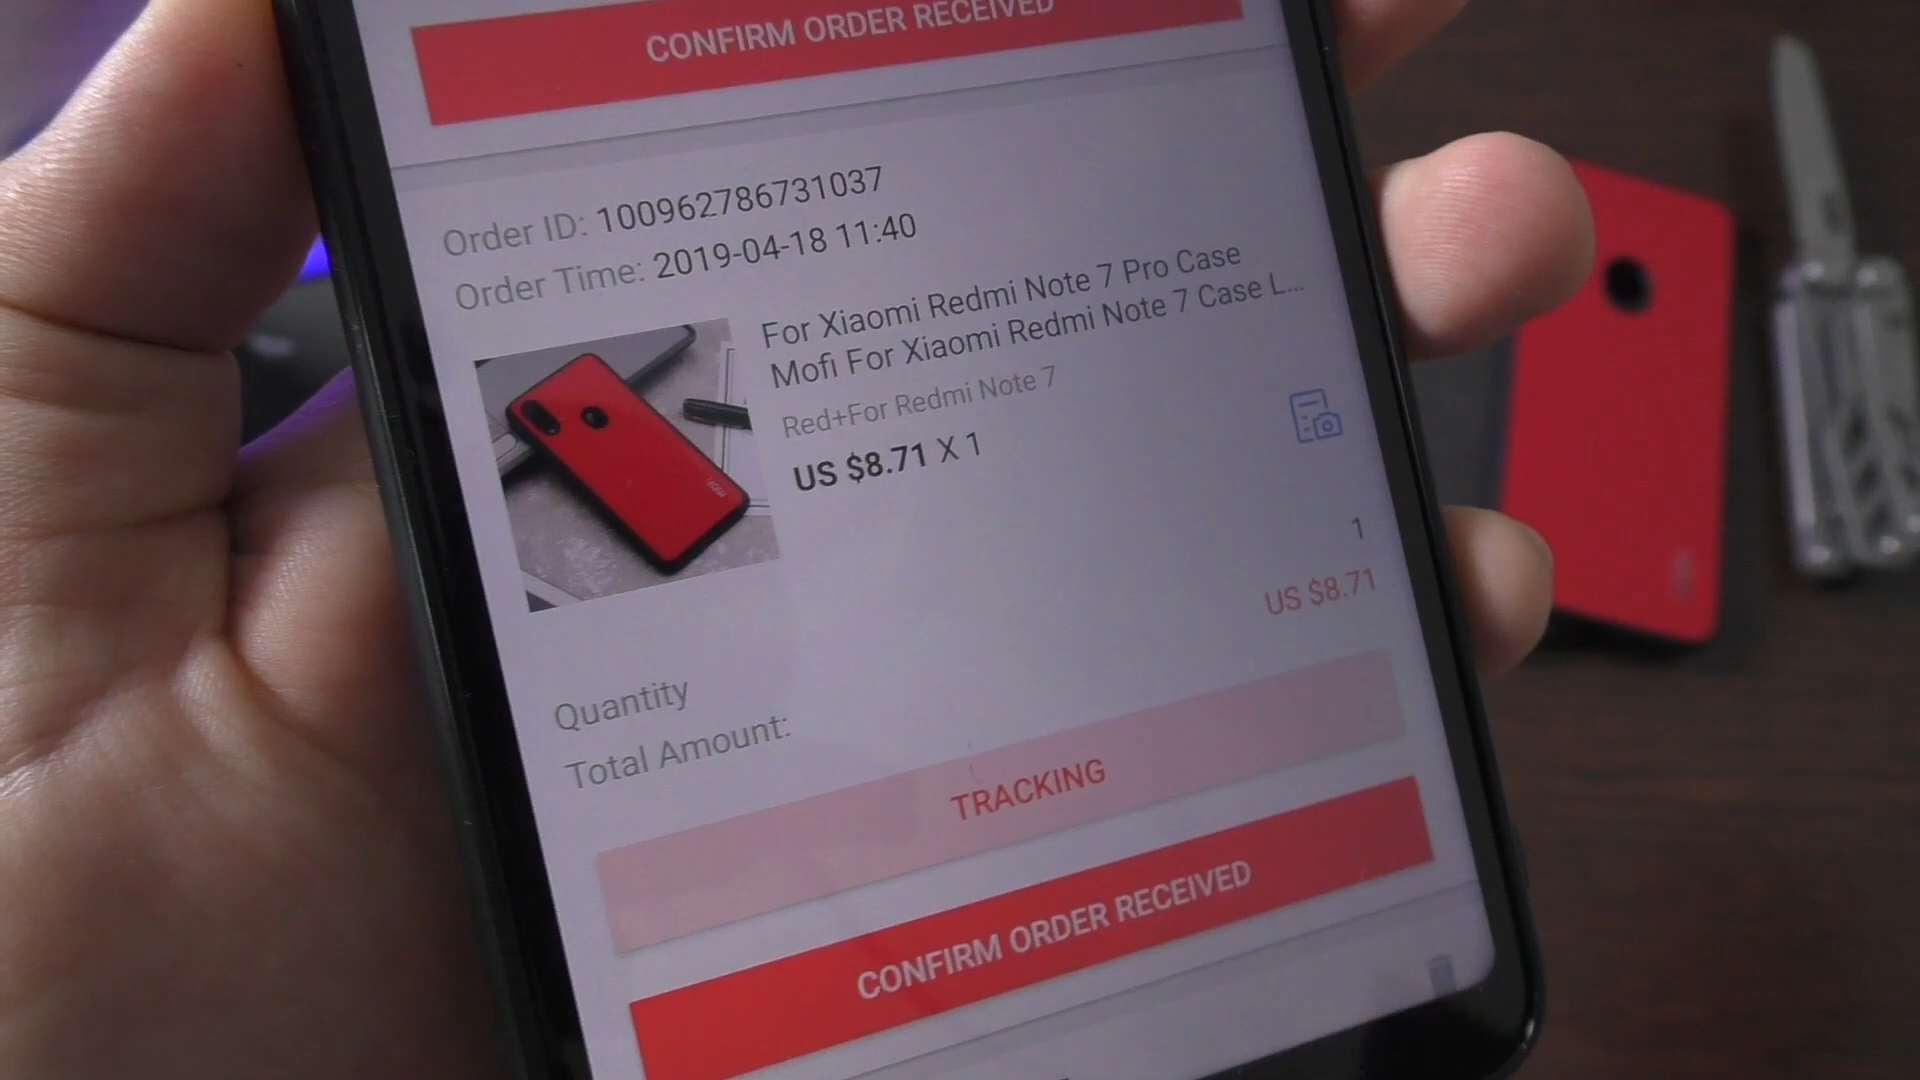 CONFIRM ORDER RECEIVED
Order ID: 100962786731037
Order Time: 2019-04-18 11:40
For Xiaomi Redmi Note 7 Pro Case
Mofi For Xiaomi Redmi Note 7 Case L...
Red+For Redmi Note 7
US $8.71 X 1
mofi
Quantity
1
Total Amount:
US $8.71
TRACKING
CONFIRM ORDER RECEIVED